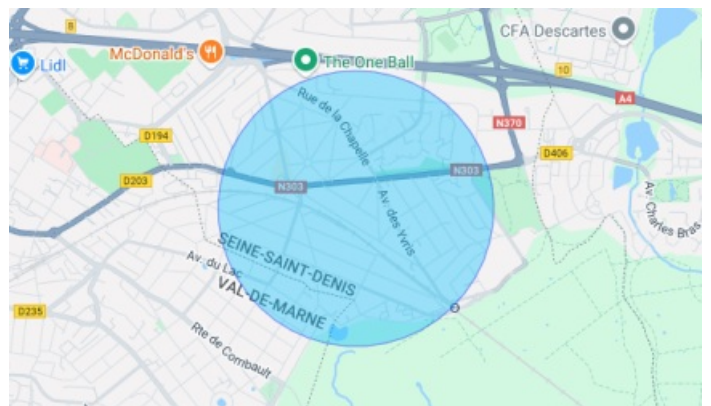 8
CFA Descartes
McDonald's
Lidl
The One Ball
10
A4
Rue de la Chapelle
N370
D194
D406
N303
D203
N303
Av. des Yvris
Av. Charles Bras
SEINE-SAINT-DENIS
Av. du Lac
VAL-DE-MARNE
D235
Rte de Combault